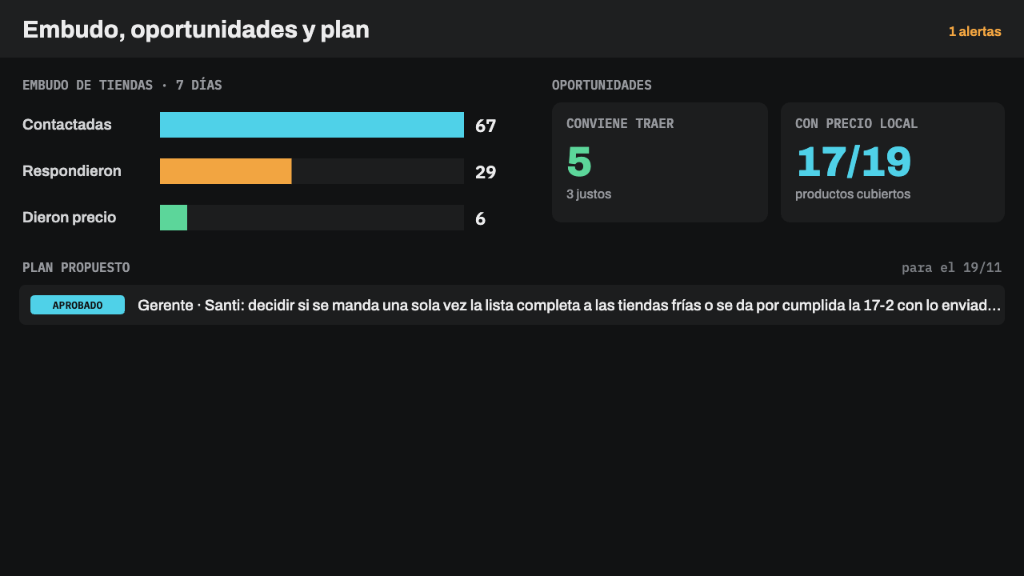 Embudo, oportunidades y plan
1 alertas
EMBUDO DE TIENDAS · 7 DÍAS
Contactadas 67
Respondieron 29
Dieron precio 6
OPORTUNIDADES
CONVIENE TRAER
5
3 justos
CON PRECIO LOCAL
17/19
productos cubiertos
PLAN PROPUESTO
para el 19/11
APROBADO Gerente · Santi: decidir si se manda una sola vez la lista completa a las tiendas frías o se da por cumplida la 17-2 con lo enviad...